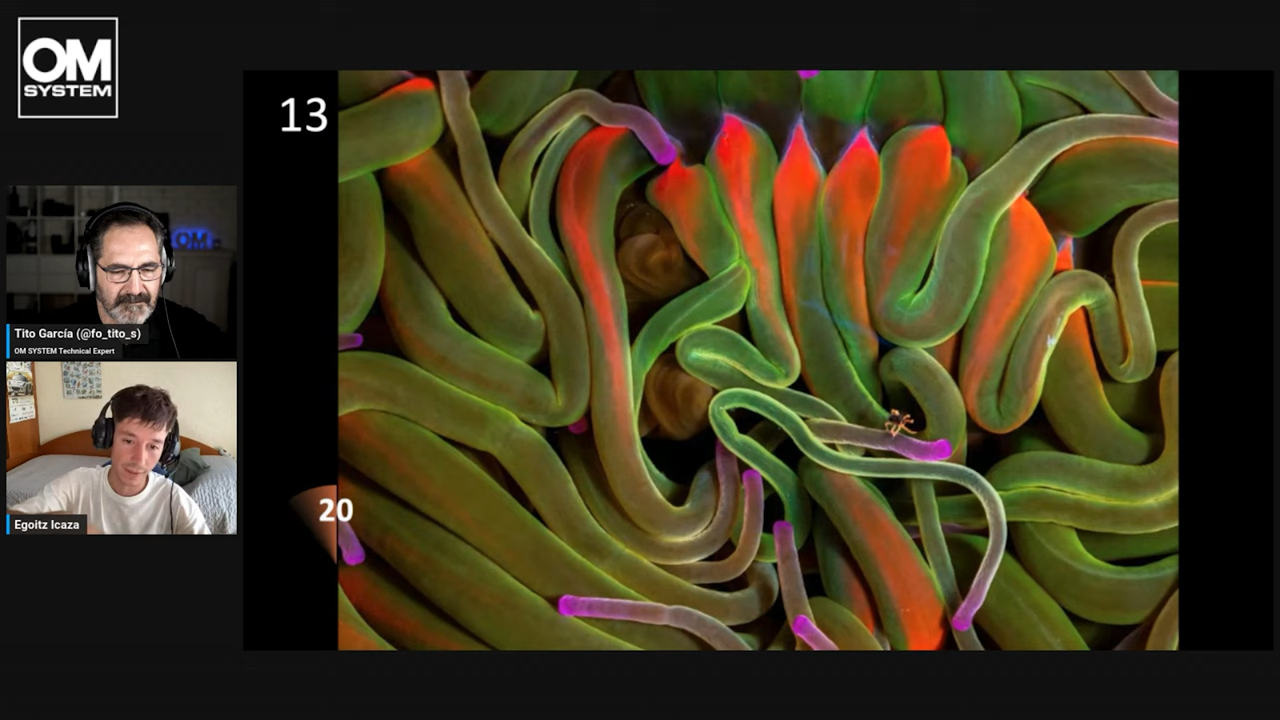 OM
SYSTEM
13
Tito García (@fo_tito_s)
OM SYSTEM Technical Expert
Egoitz Icaza
20